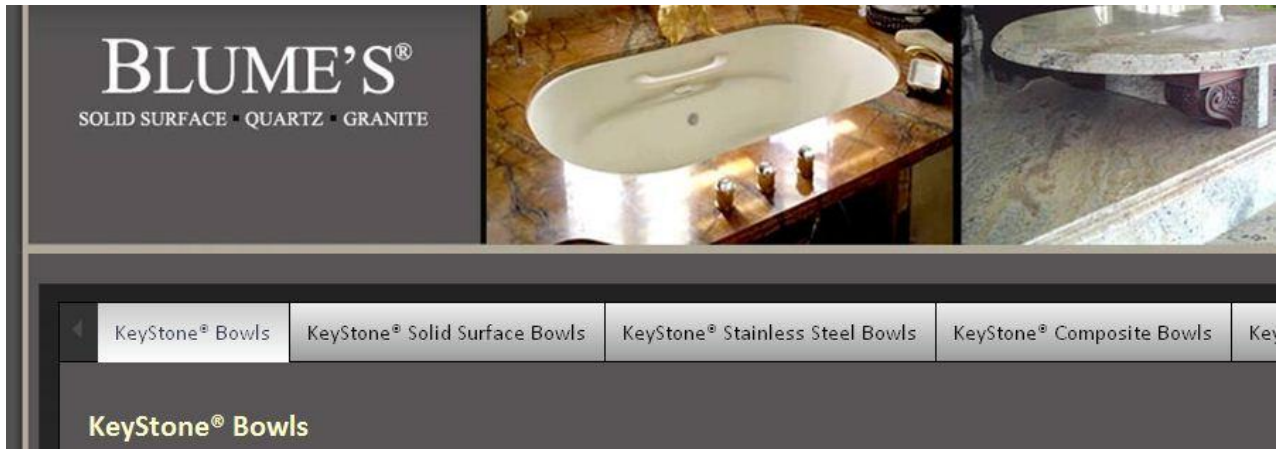 BLUME'S®
SOLID SURFACE ▪ QUARTZ ▪ GRANITE
KeyStone® Bowls KeyStone® Solid Surface Bowls KeyStone® Stainless Steel Bowls KeyStone® Composite Bowls
KeyStone® Bowls